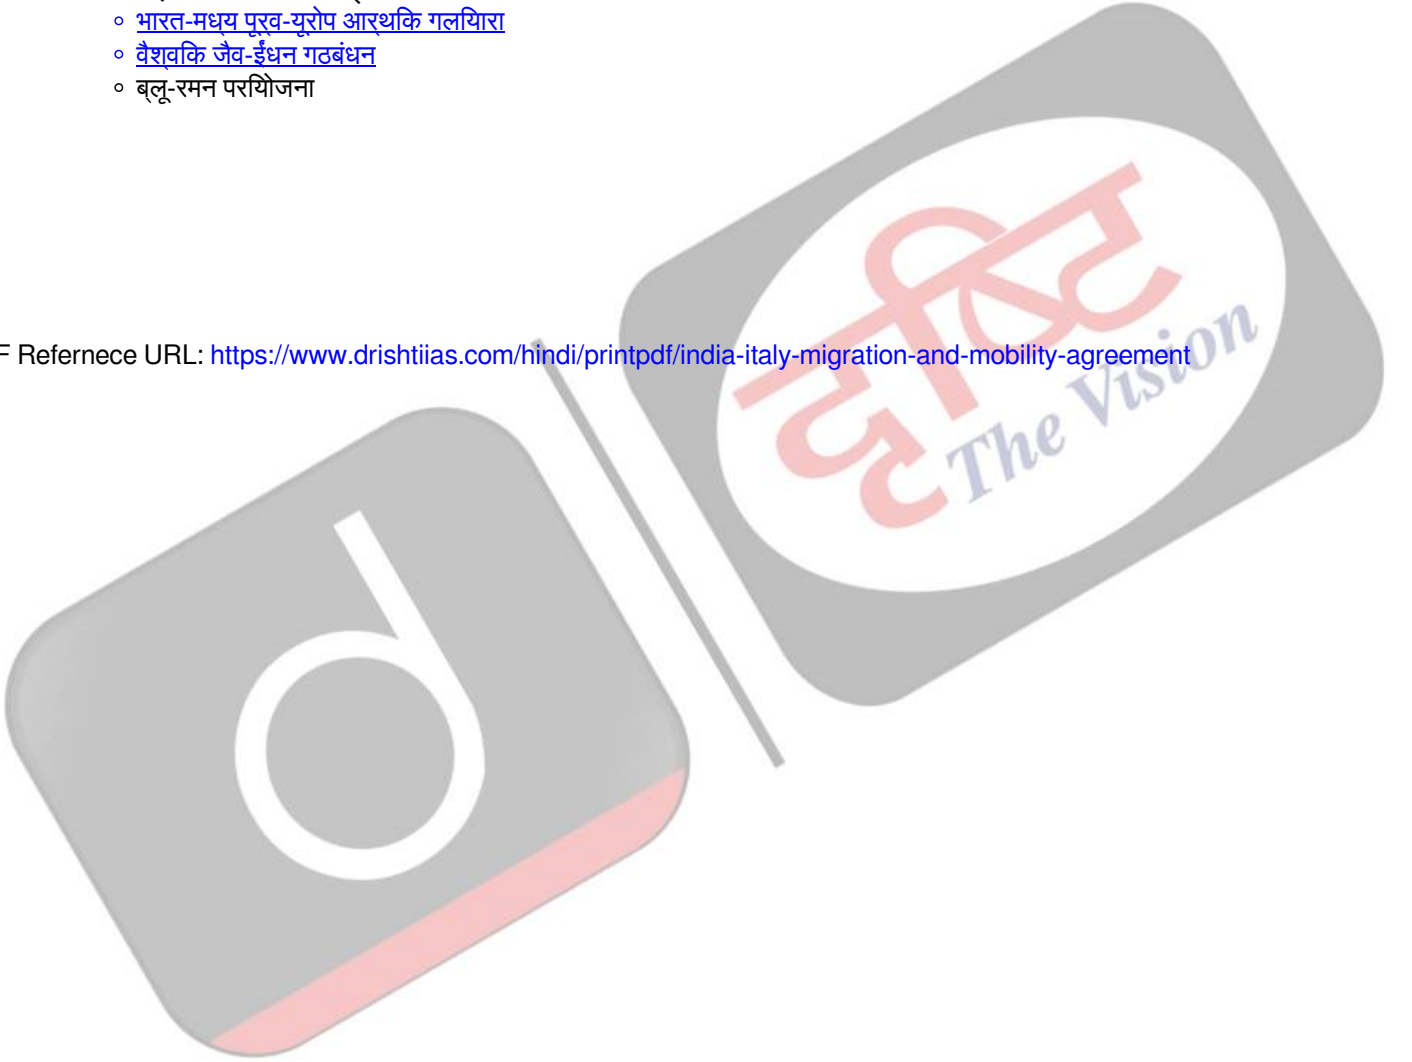 भारत-मध्य पूर्व-यूरोप आर्थिक गलियारा
वैश्विक जैव-ईंधन गठबंधन
ब्लू-रमन परियोजना
F Refernece URL: https://www.drishtiias.com/hindi/printpdf/india-italy-migration-and-mobility-agreement
दृष्टि
The Vision
d